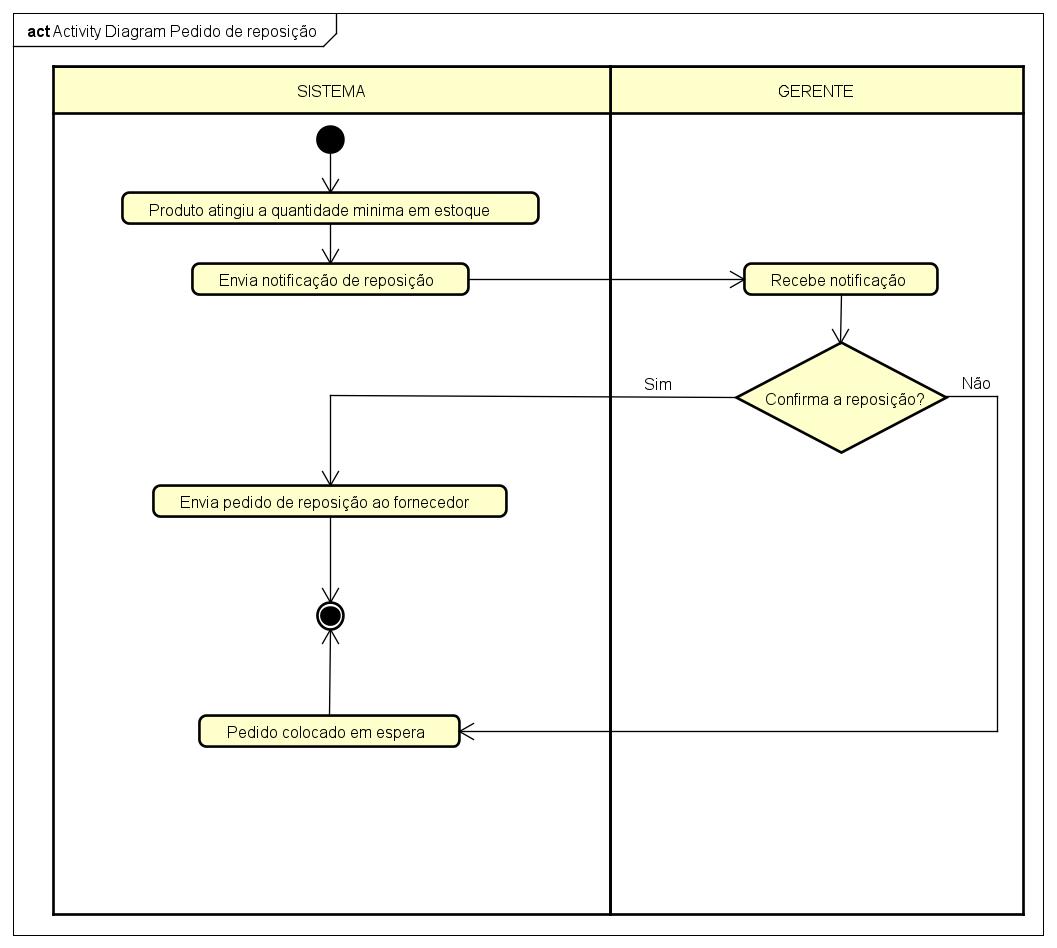 act Activity Diagram Pedido de reposição
SISTEMA
GERENTE
Produto atingiu a quantidade minima em estoque
Envia notificação de reposição
Recebe notificação
Sim
Não
Confirma a reposição?
Envia pedido de reposição ao fornecedor
Pedido colocado em espera